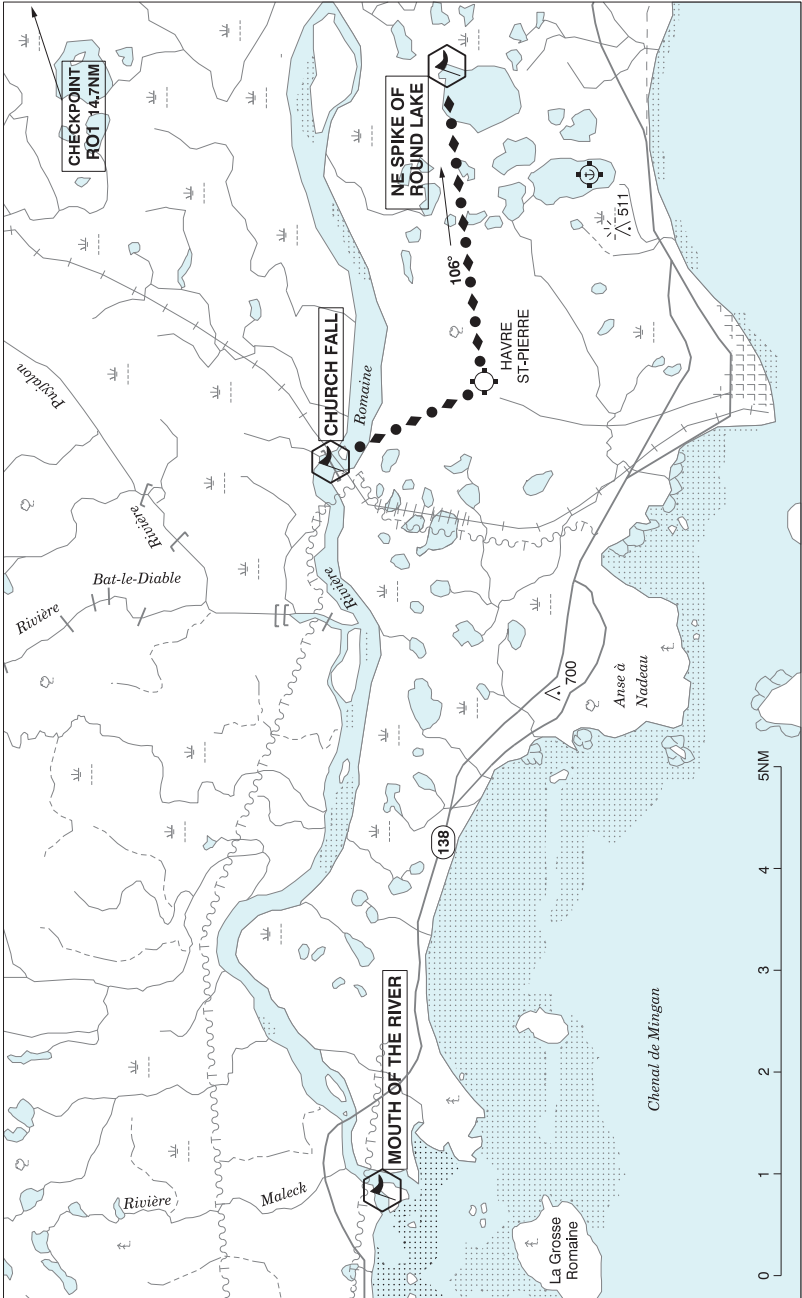 CHECKPOINT
RO1 14.7NM
NE SPIKE OF
ROUND LAKE
106°
511
HAVRE
ST-PIERRE
CHURCH FALL
Romaine
Puyjalon
Rivière
Bat-le-Diable
Rivière
Rivière
700
Anse à
Nadeau
138
MOUTH OF THE RIVER
Rivière
Maleck
Chenal de Mingan
La Grosse
Romaine
0
1
2
3
4
5NM